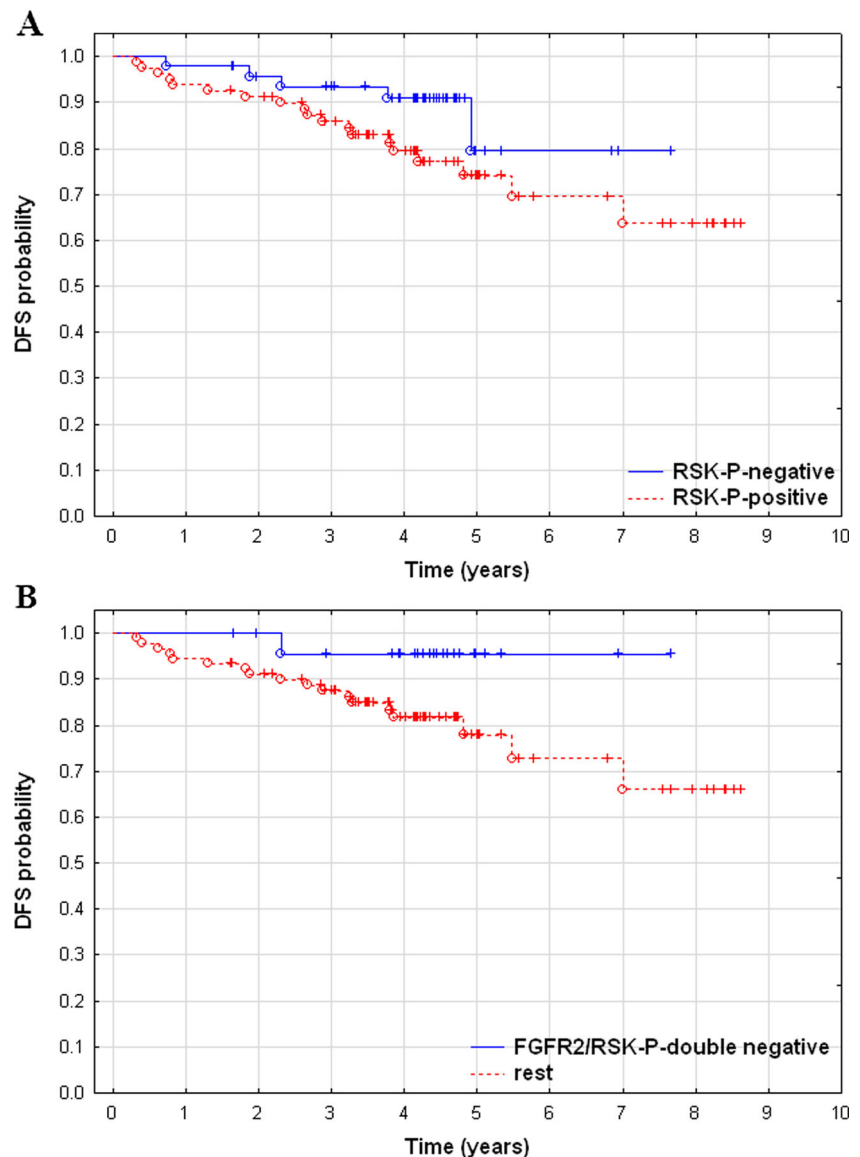 A
1.0
0.9
0.8
0.7
0.6
0.5
0.4
0.3
0.2
0.1
0.0
DFS probability
RSK-P-negative
RSK-P-positive
0 1 2 3 4 5 6 7 8 9 10
Time (years)
B
1.0
0.9
0.8
0.7
0.6
0.5
0.4
0.3
0.2
0.1
0.0
DFS probability
FGFR2/RSK-P-double negative
rest
0 1 2 3 4 5 6 7 8 9 10
Time (years)